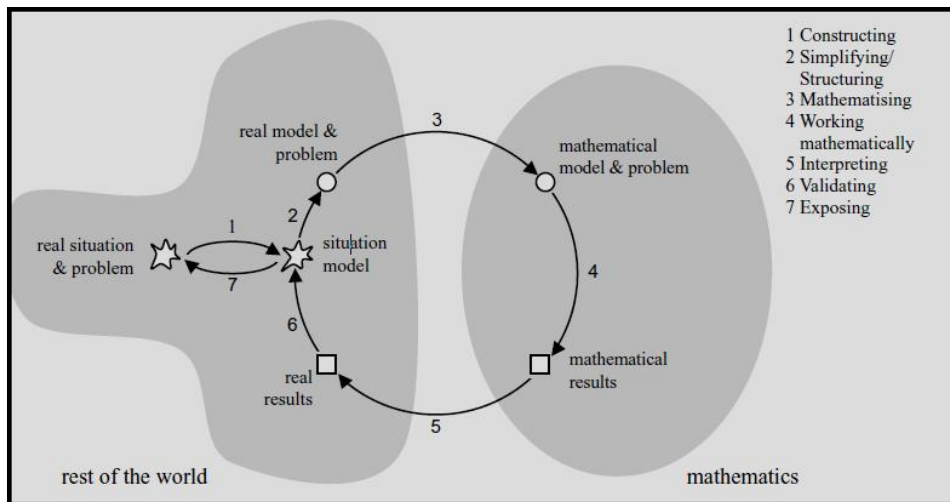 1 Constructing
2 Simplifying/
Structuring
3 Mathematising
4 Working
mathematically
5 Interpreting
6 Validating
7 Exposing
3
real model &
problem
mathematical
model & problem
2
1
real situation
& problem
situation
model
7
4
6
real
results
mathematical
results
5
rest of the world
mathematics